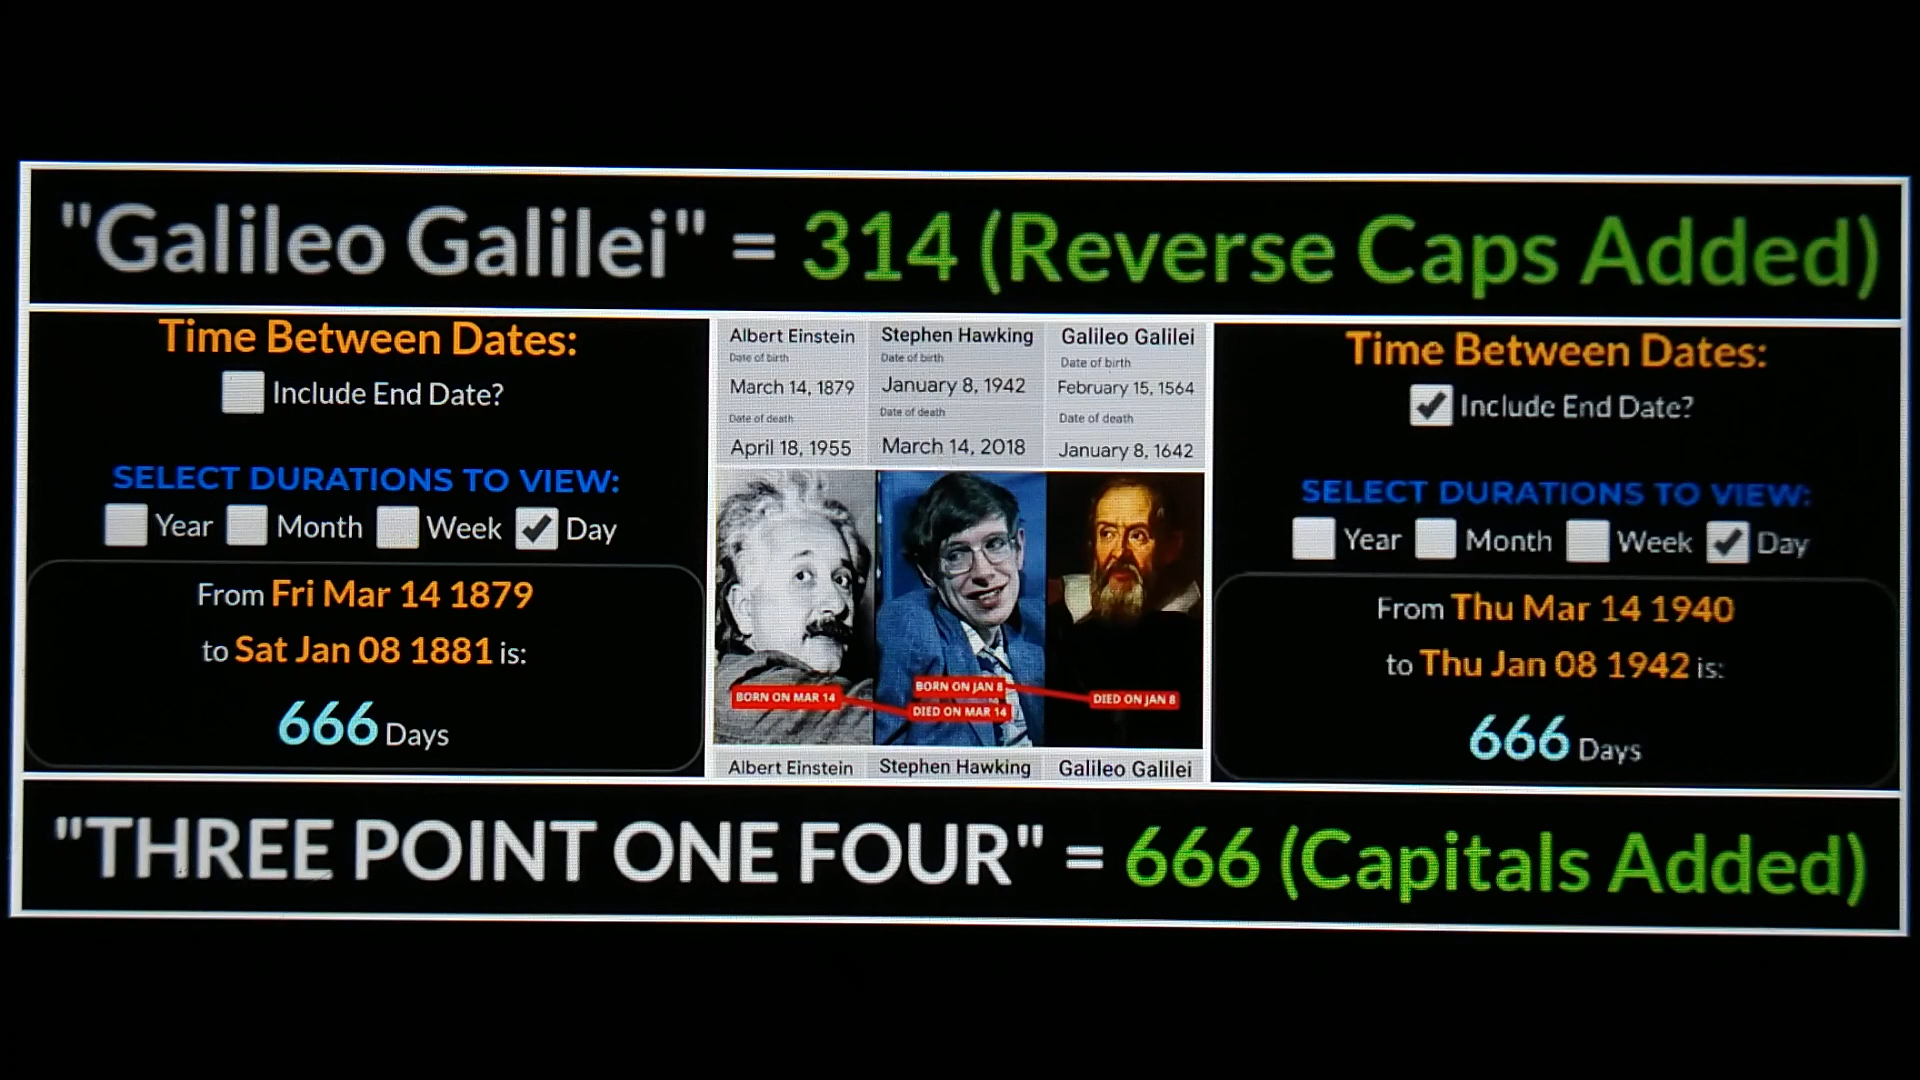 "Galileo Galilei" = 314 (Reverse Caps Added)
Time Between Dates:
Include End Date?
SELECT DURATIONS TO VIEW:
Year Month Week Day
From Fri Mar 14 1879
to Sat Jan 08 1881 is:
666 Days
Albert Einstein Stephen Hawking Galileo Galilei
Date of birth Date of birth Date of birth
March 14, 1879 January 8, 1942 February 15, 1564
Date of death Date of death Date of death
April 18, 1955 March 14, 2018 January 8, 1642
BORN ON JAN 8
BORN ON MAR 14 DIED ON JAN 8
DIED ON MAR 14
Albert Einstein Stephen Hawking Galileo Galilei
Time Between Dates:
Include End Date?
SELECT DURATIONS TO VIEW:
Year Month Week Day
From Thu Mar 14 1940
to Thu Jan 08 1942 is:
666 Days
"THREE POINT ONE FOUR" = 666 (Capitals Added)